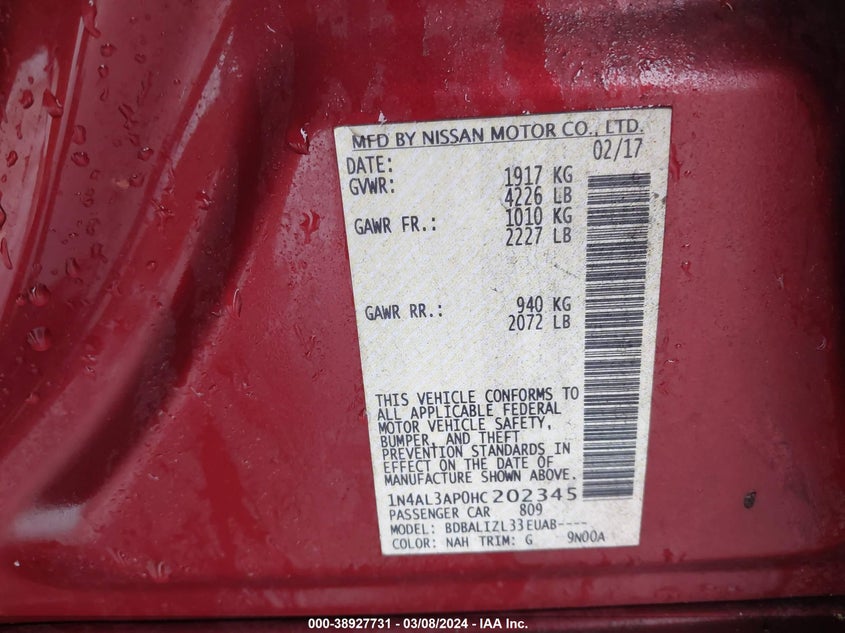 MFD BY NISSAN MOTOR CO., LTD.
DATE: 02/17
GVWR: 1917 KG
4226 LB
GAWR FR.: 1010 KG
2227 LB
GAWR RR.: 940 KG
2072 LB
THIS VEHICLE CONFORMS TO
ALL APPLICABLE FEDERAL
MOTOR VEHICLE SAFETY,
BUMPER, AND THEFT
PREVENTION STANDARDS IN
EFFECT ON THE DATE OF
MANUFACTURE SHOWN ABOVE.
1N4AL3AP0HC202345
PASSENGER CAR 809
MODEL: BDBALIZL33EUAB----
COLOR: NAH TRIM: G 9N00A
000-38927731 - 03/08/2024 - IAA Inc.